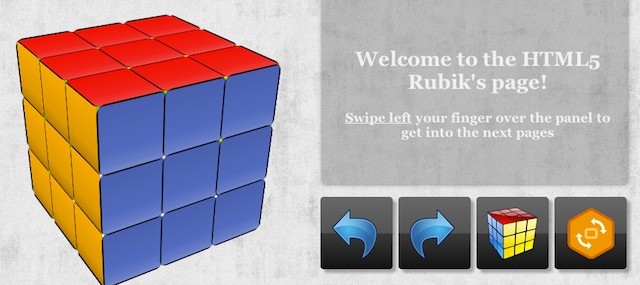 Welcome to the HTML5
Rubik's page!
Swipe left your finger over the panel to
get into the next pages